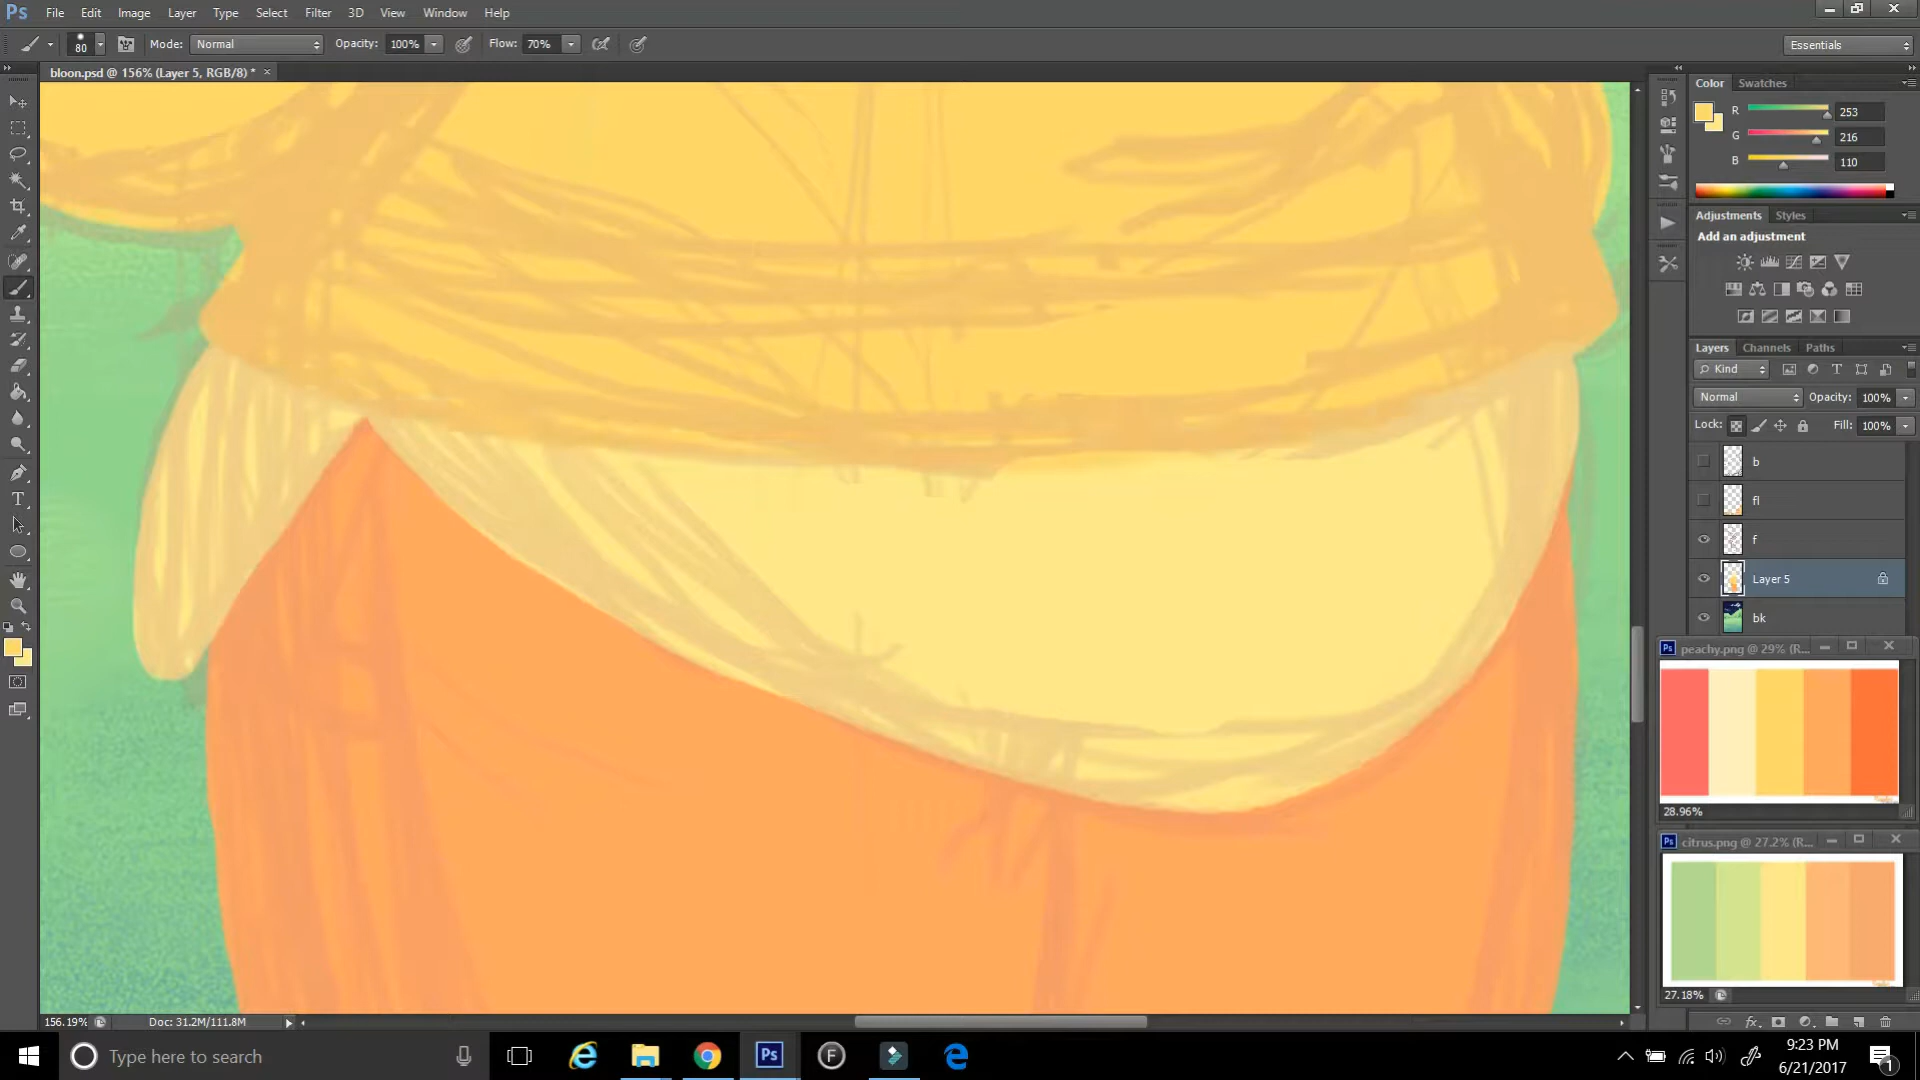 Ps File Edit Image Layer Type Select Filter 3D View Window Help
80 Mode: Normal Opacity: 100% Flow: 70% Essentials
bloon.psd @ 156% (Layer 5, RGB/8) * ×
Color Swatches
R 253
G 216
B 110
Adjustments Styles
Add an adjustment
Layers Channels Paths
Kind
Normal Opacity: 100%
Lock: Fill: 100%
b
fl
f
Layer 5
bk
Ps peachy.png @ 29% (R...
28.96%
Ps citrus.png @ 27.2% (R...
27.18%
156.19% Doc: 31.2M/111.8M
Type here to search
Ps
F
9:23 PM
6/21/2017
1